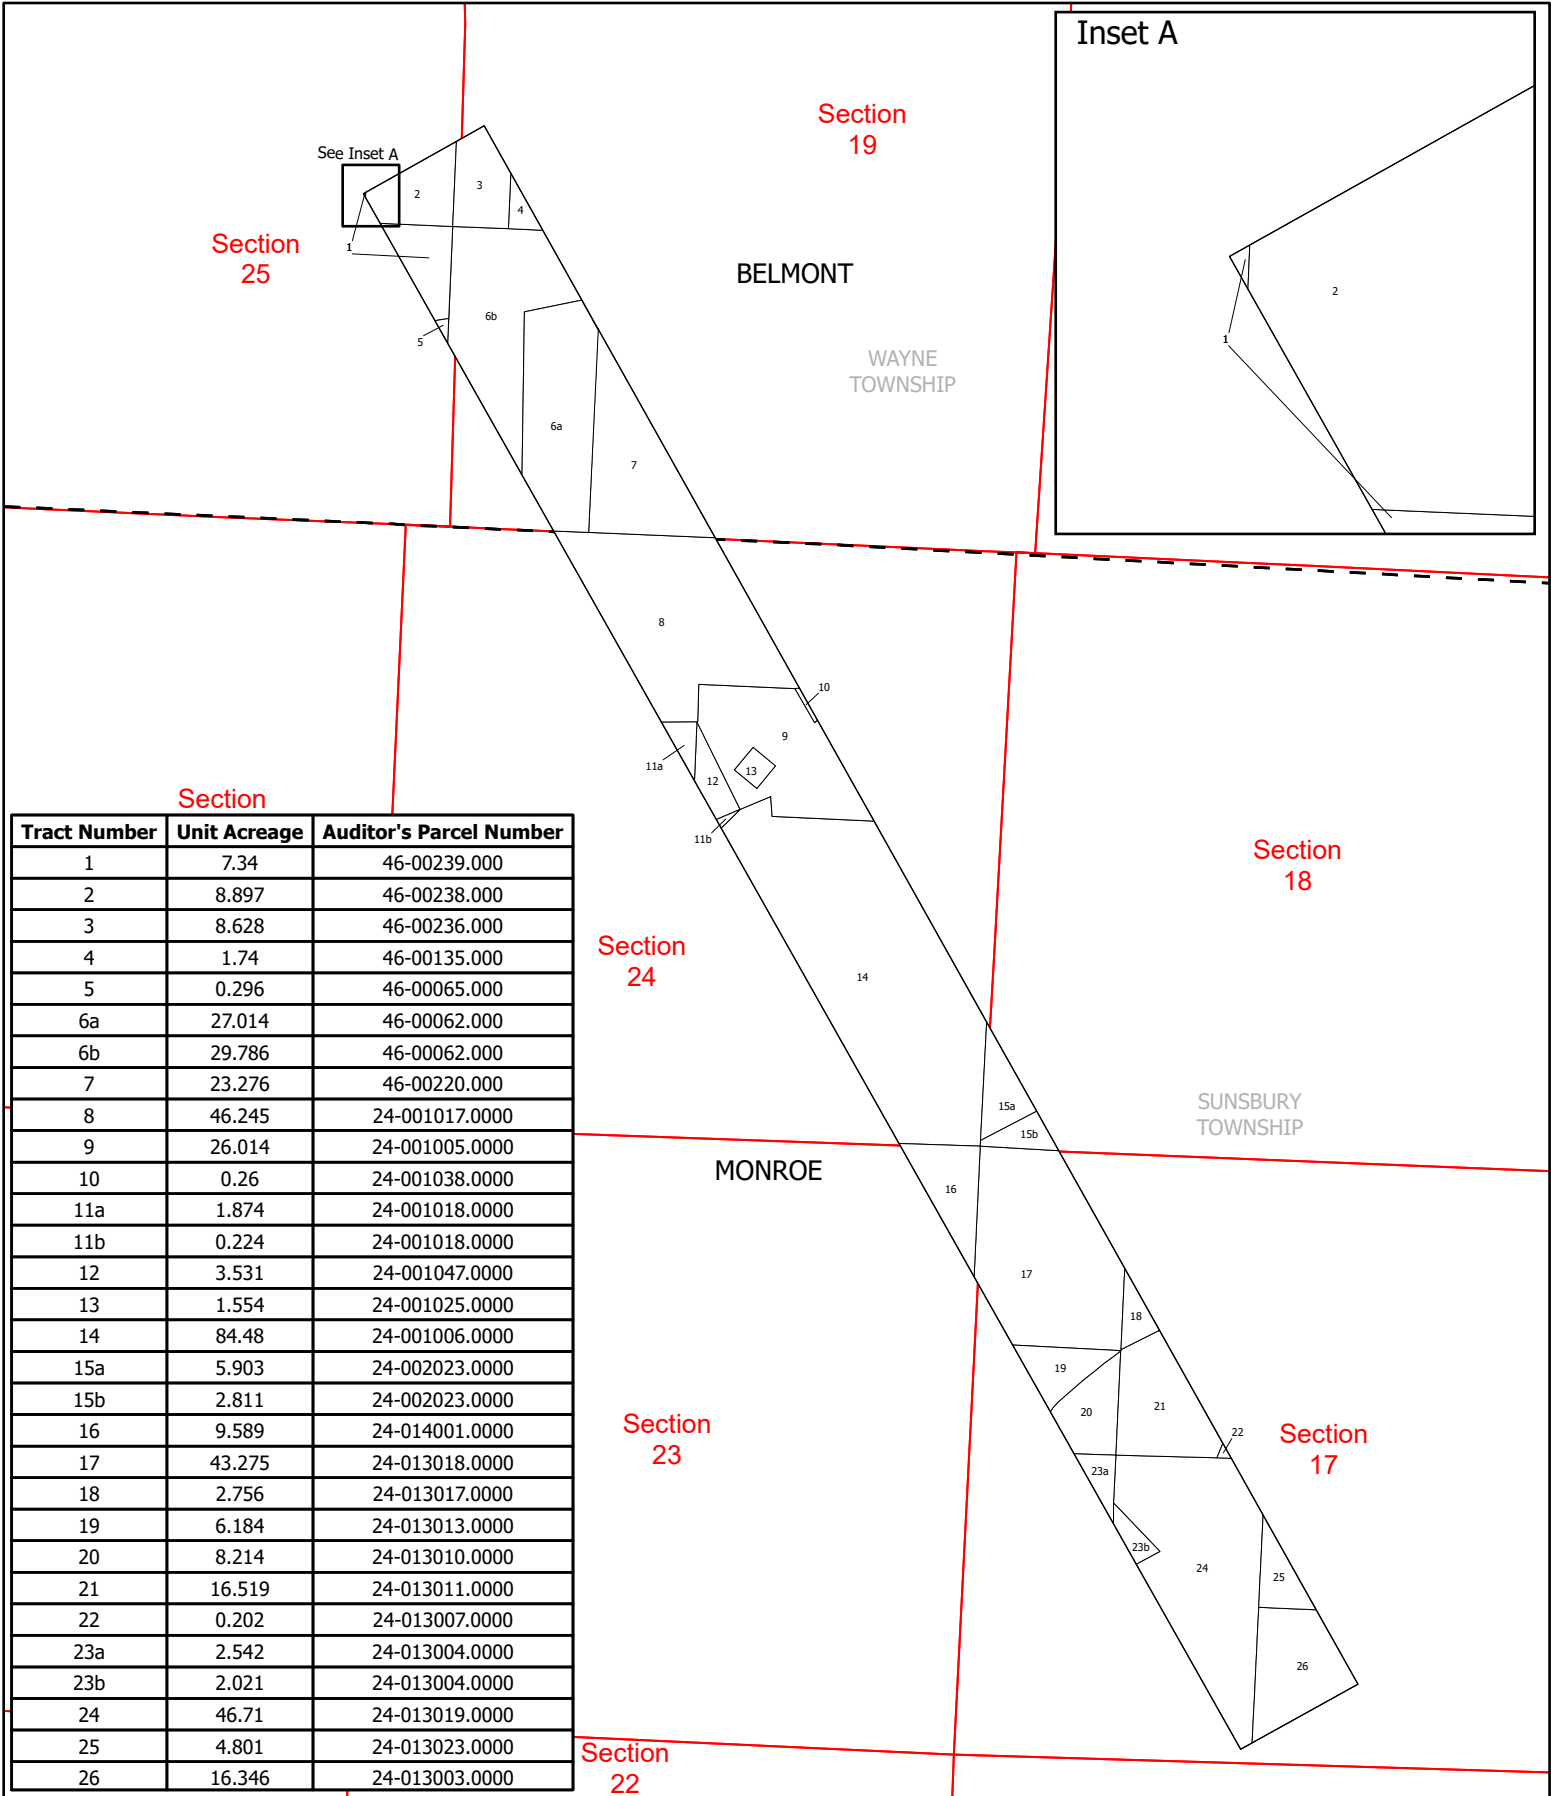 Inset A
2
1
Section
19
See Inset A
2
3
4
1
Section
25
BELMONT
6b
5
WAYNE
TOWNSHIP
6a
7
8
10
9
11a
13
12
11b
Section
Section
18
Section
24
14
15a
15b
SUNSBURY
TOWNSHIP
MONROE
16
17
18
19
20
21
22
Section
23
Section
17
23a
23b
24
25
26
Section
22
Tract Number Unit Acreage Auditor's Parcel Number
1 7.34 46-00239.000
2 8.897 46-00238.000
3 8.628 46-00236.000
4 1.74 46-00135.000
5 0.296 46-00065.000
6a 27.014 46-00062.000
6b 29.786 46-00062.000
7 23.276 46-00220.000
8 46.245 24-001017.0000
9 26.014 24-001005.0000
10 0.26 24-001038.0000
11a 1.874 24-001018.0000
11b 0.224 24-001018.0000
12 3.531 24-001047.0000
13 1.554 24-001025.0000
14 84.48 24-001006.0000
15a 5.903 24-002023.0000
15b 2.811 24-002023.0000
16 9.589 24-014001.0000
17 43.275 24-013018.0000
18 2.756 24-013017.0000
19 6.184 24-013013.0000
20 8.214 24-013010.0000
21 16.519 24-013011.0000
22 0.202 24-013007.0000
23a 2.542 24-013004.0000
23b 2.021 24-013004.0000
24 46.71 24-013019.0000
25 4.801 24-013023.0000
26 16.346 24-013003.0000